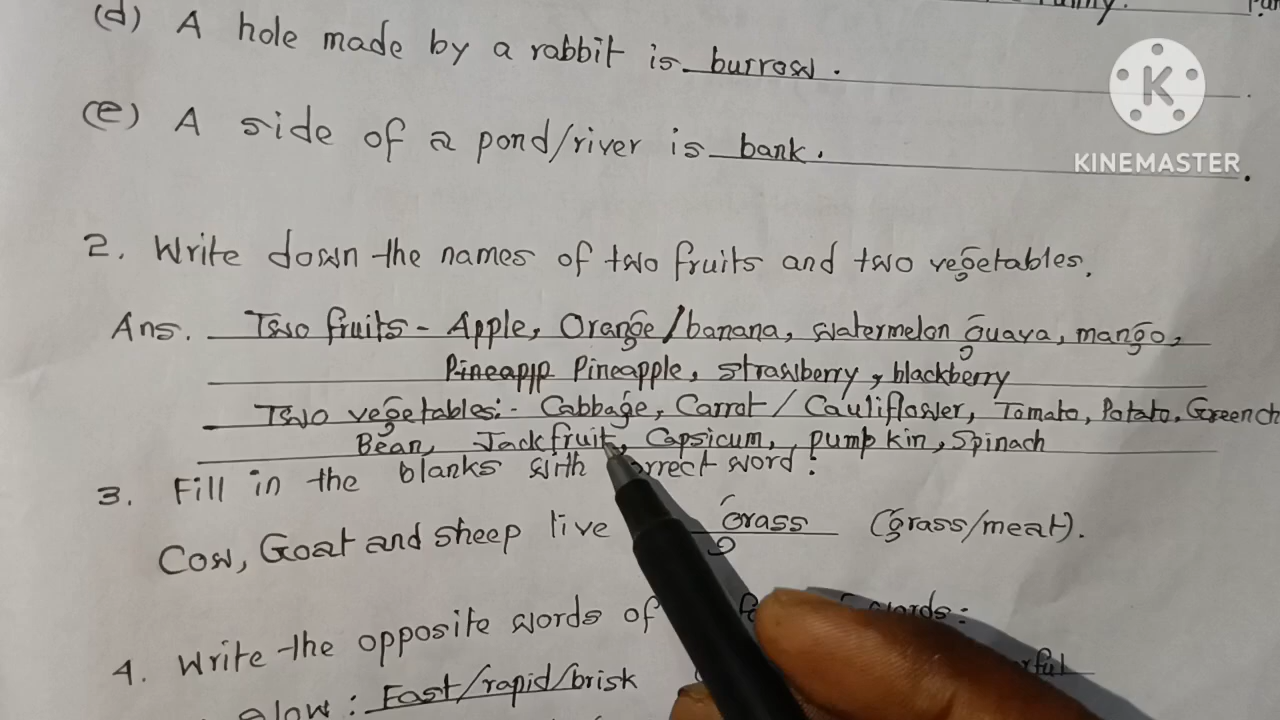 (d) A hole made by a rabbit is burrow.
(e) A side of a pond/river is bank.
KINEMASTER
2. Write down the names of two fruits and two vegetables.
Ans. Two fruits - Apple, Orange/banana, watermelon Guava, mango,
Pineapip Pineapple, strawberry, blackberry
Two vegetables:- Cabbage, Carrot / Cauliflower, Tomato, Potato, Greench
Bean, Jackfruit, Capsicum, pumpkin, Spinach
3. Fill in the blanks with correct word:
Cow, Goat and sheep live Grass (grass/meat).
4. Write the opposite words of words:
slow: Fast/rapid/brisk